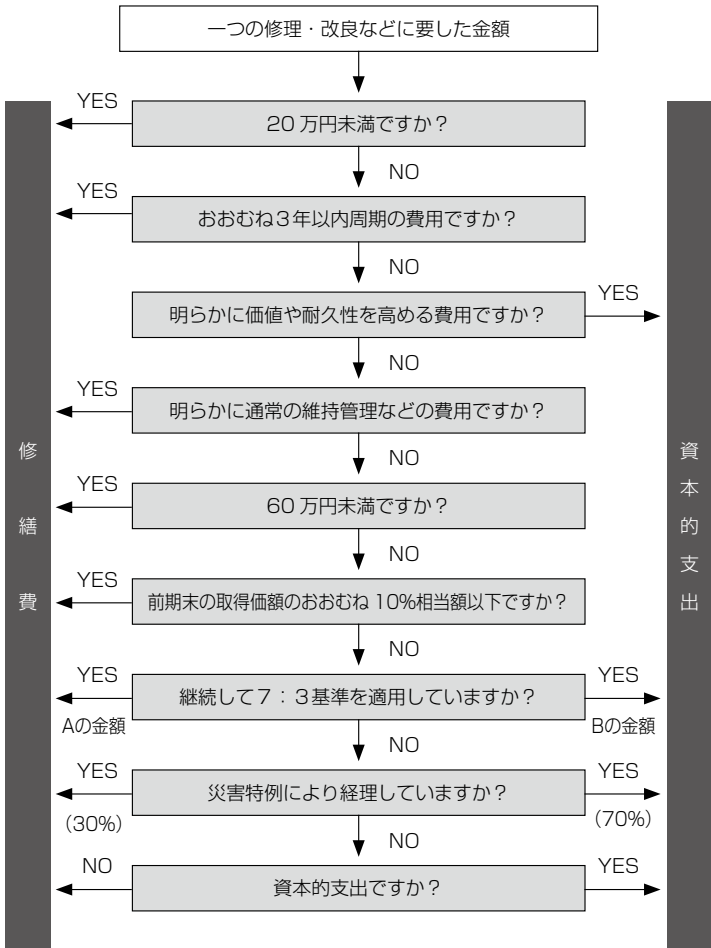 一つの修理・改良などに要した金額
YES
20万円未満ですか？
NO
YES
おおむね3年以内周期の費用ですか？
NO
明らかに価値や耐久性を高める費用ですか？
YES
NO
YES
明らかに通常の維持管理などの費用ですか？
NO
YES
60万円未満ですか？
NO
YES
前期末の取得価額のおおむね10%相当額以下ですか？
NO
YES
Aの金額
継続して7：3基準を適用していますか？
YES
Bの金額
NO
YES
(30%)
災害特例により経理していますか？
YES
(70%)
NO
NO
資本的支出ですか？
YES
修繕費
資本的支出